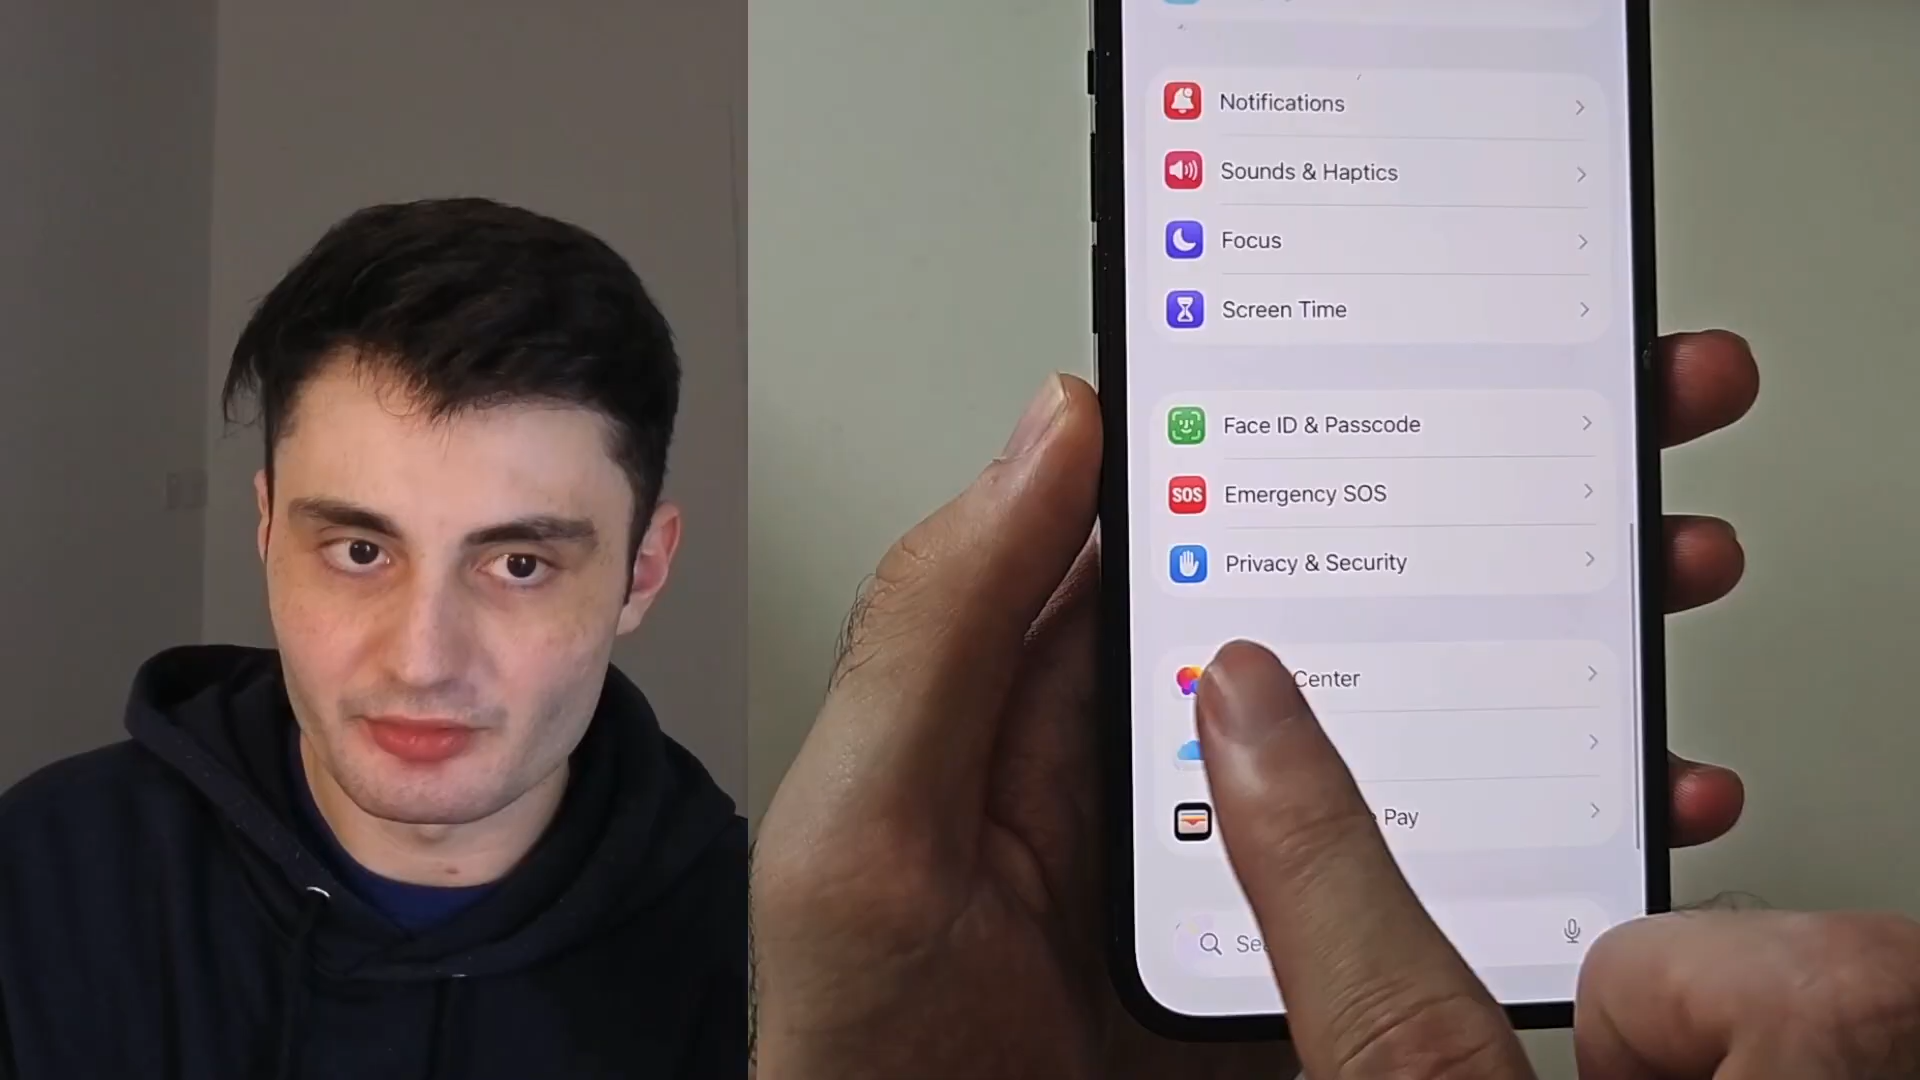 Notifications
Sounds & Haptics
Focus
Screen Time
Face ID & Passcode
Emergency SOS
SOS
Privacy & Security
Center
Pay